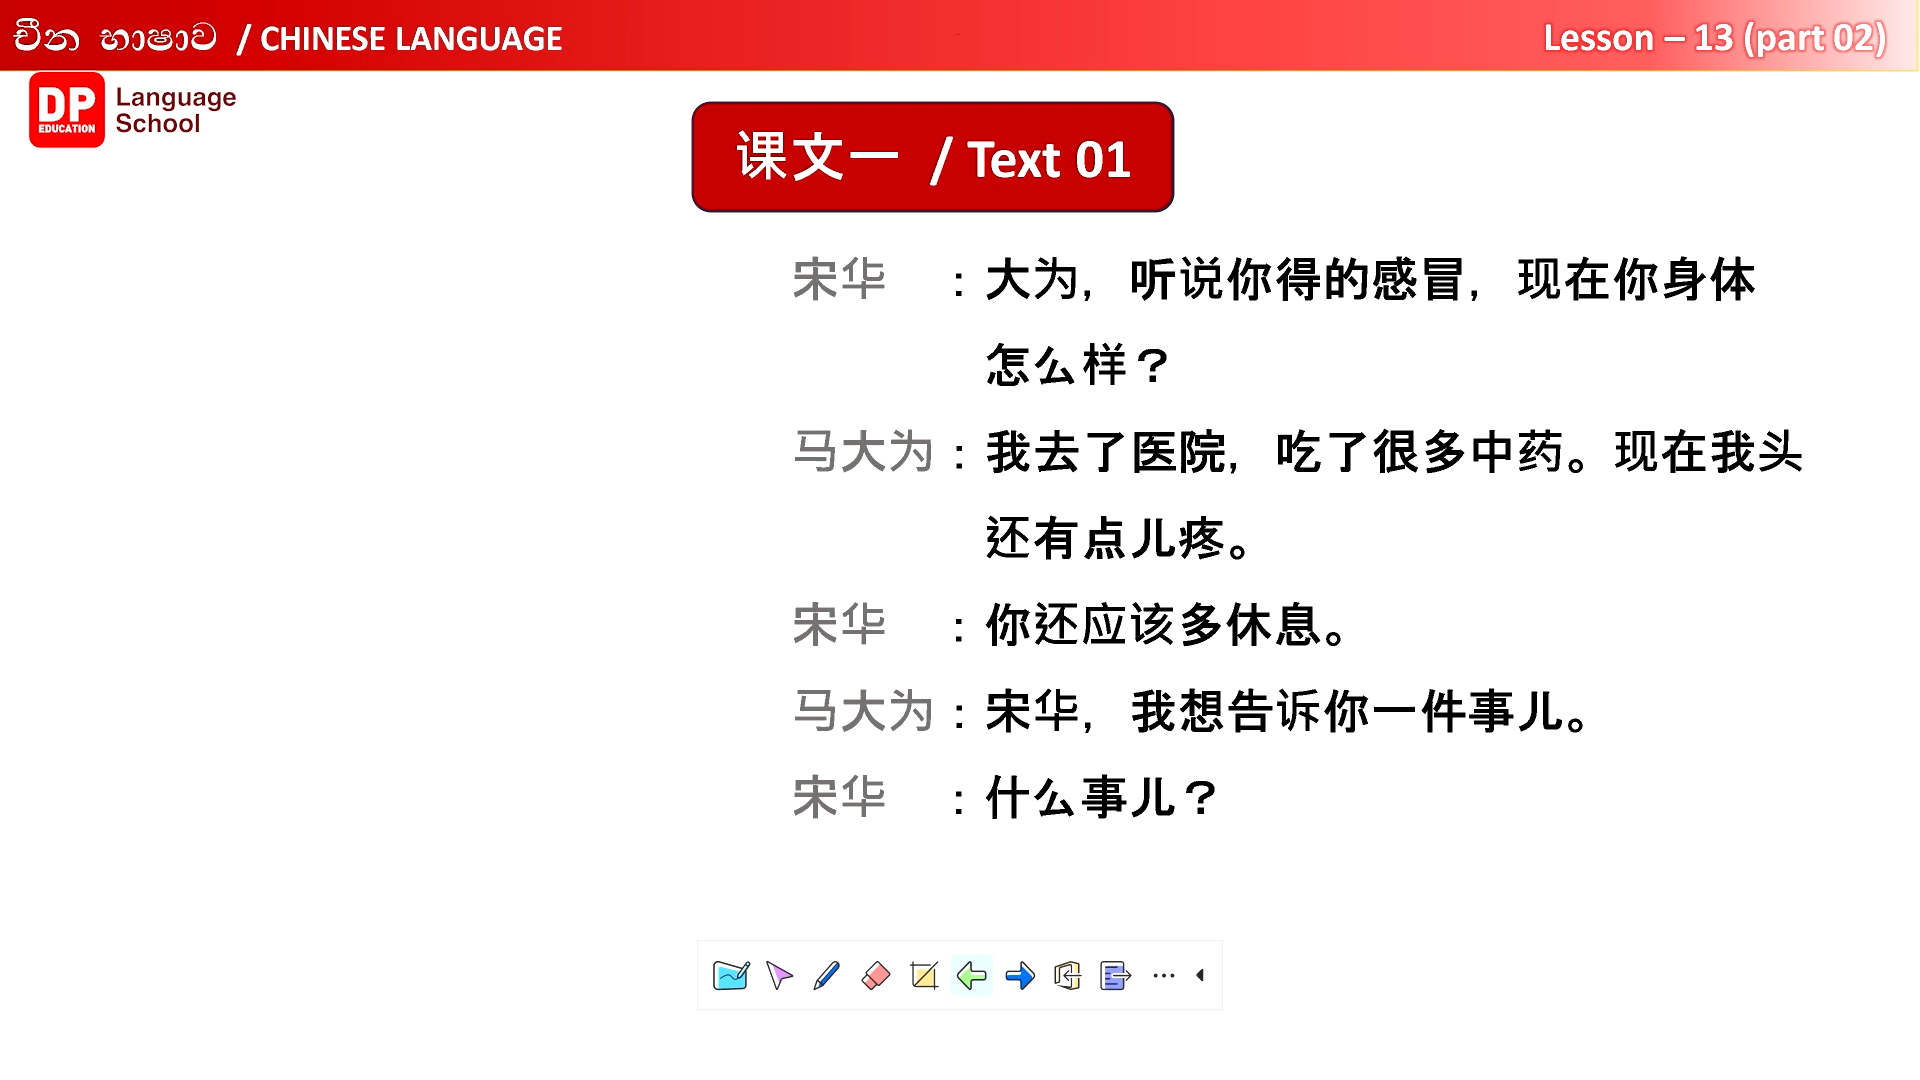 චීන භාෂාව / CHINESE LANGUAGE
Lesson – 13 (part 02)
DP EDUCATION
Language School
课文一 / Text 01
宋华 : 大为，听说你得的感冒，现在你身体
怎么样？
马大为 : 我去了医院，吃了很多中药。现在我头
还有点儿疼。
宋华 : 你还应该多休息。
马大为 : 宋华，我想告诉你一件事儿。
宋华 : 什么事儿？